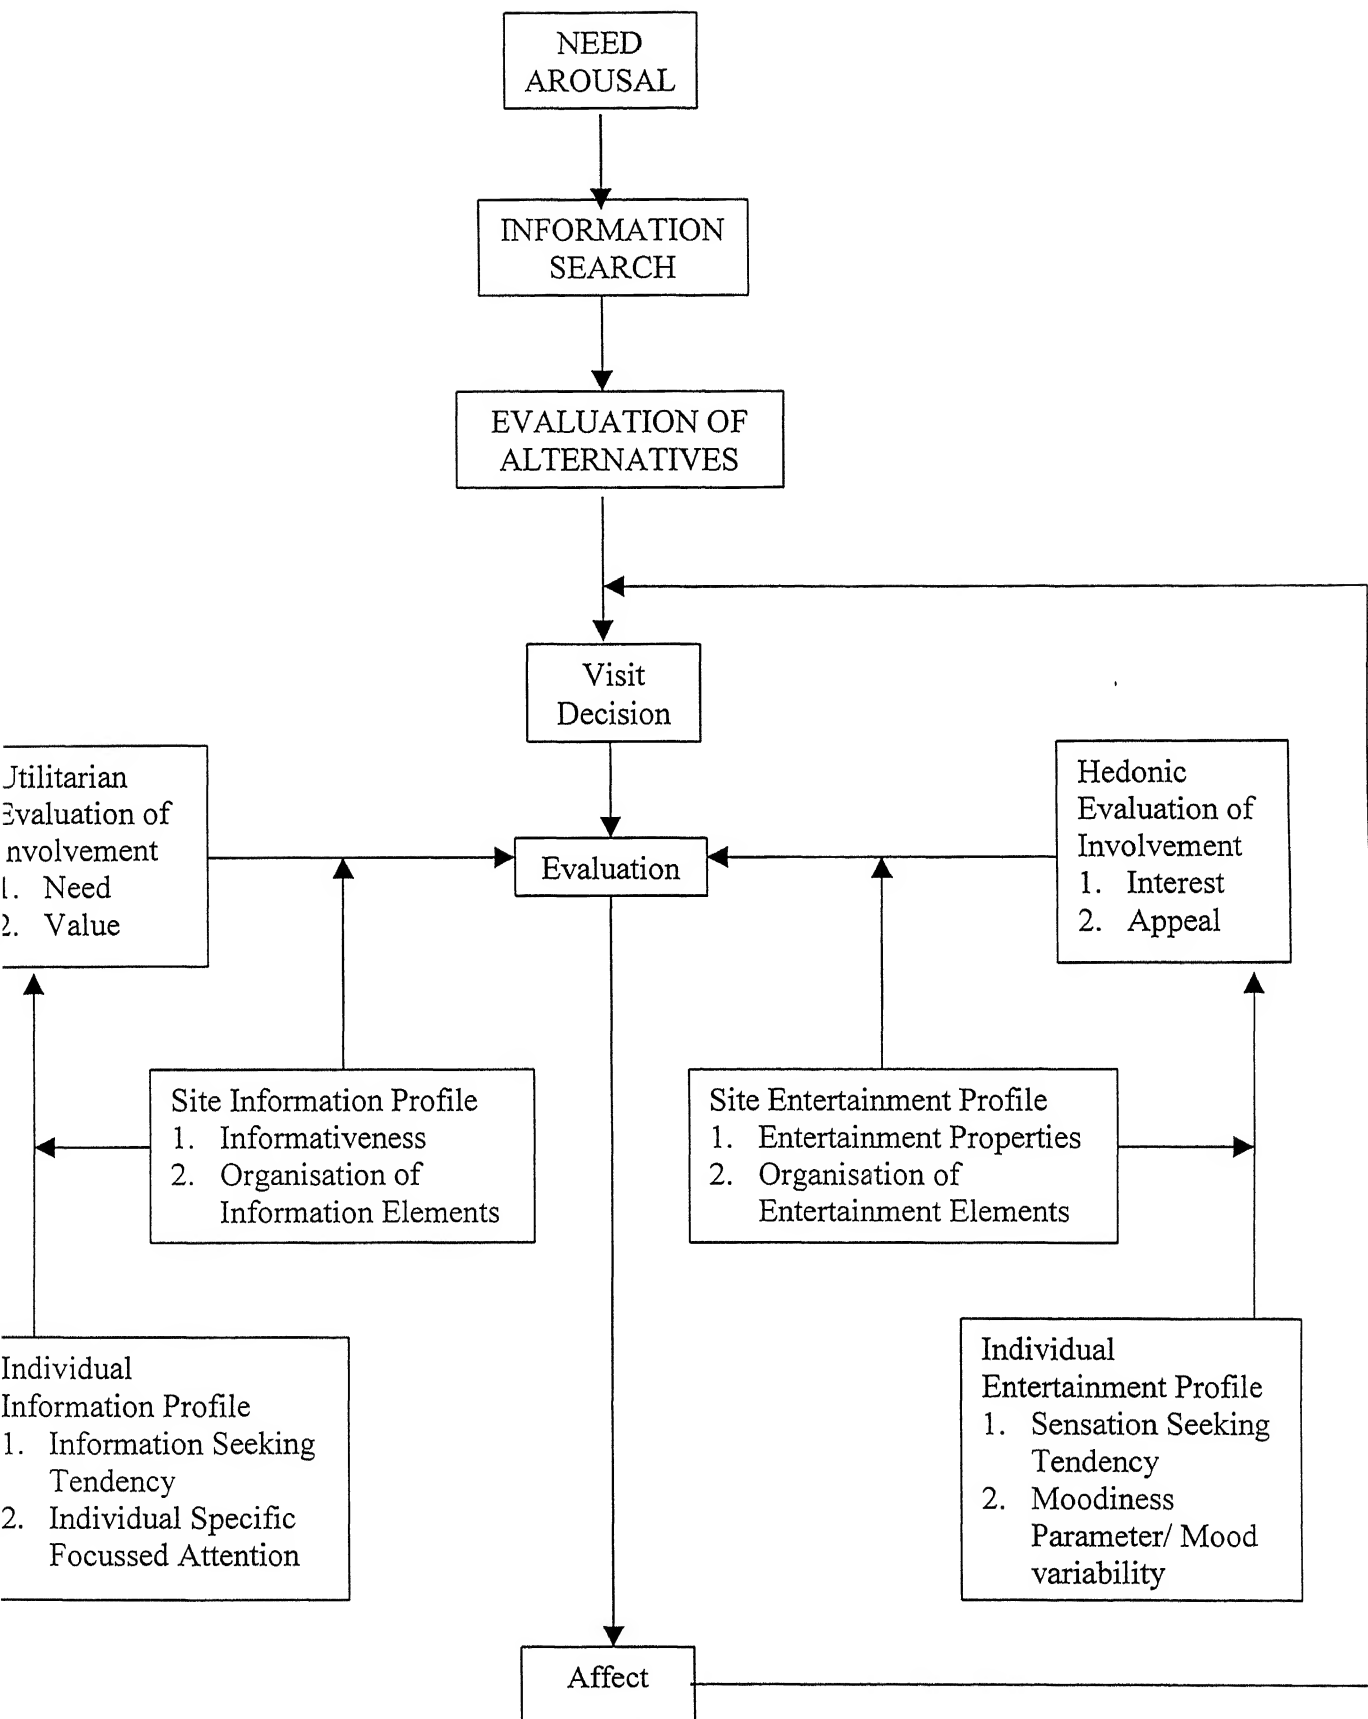 NEED
AROUSAL
INFORMATION
SEARCH
EVALUATION OF
ALTERNATIVES
Visit
Decision
Utilitarian
Evaluation of
nvolvement
1. Need
2. Value
Evaluation
Hedonic
Evaluation of
Involvement
1. Interest
2. Appeal
Site Information Profile
1. Informativeness
2. Organisation of
Information Elements
Site Entertainment Profile
1. Entertainment Properties
2. Organisation of
Entertainment Elements
Individual
Information Profile
1. Information Seeking
Tendency
2. Individual Specific
Focussed Attention
Individual
Entertainment Profile
1. Sensation Seeking
Tendency
2. Moodiness
Parameter/ Mood
variability
Affect